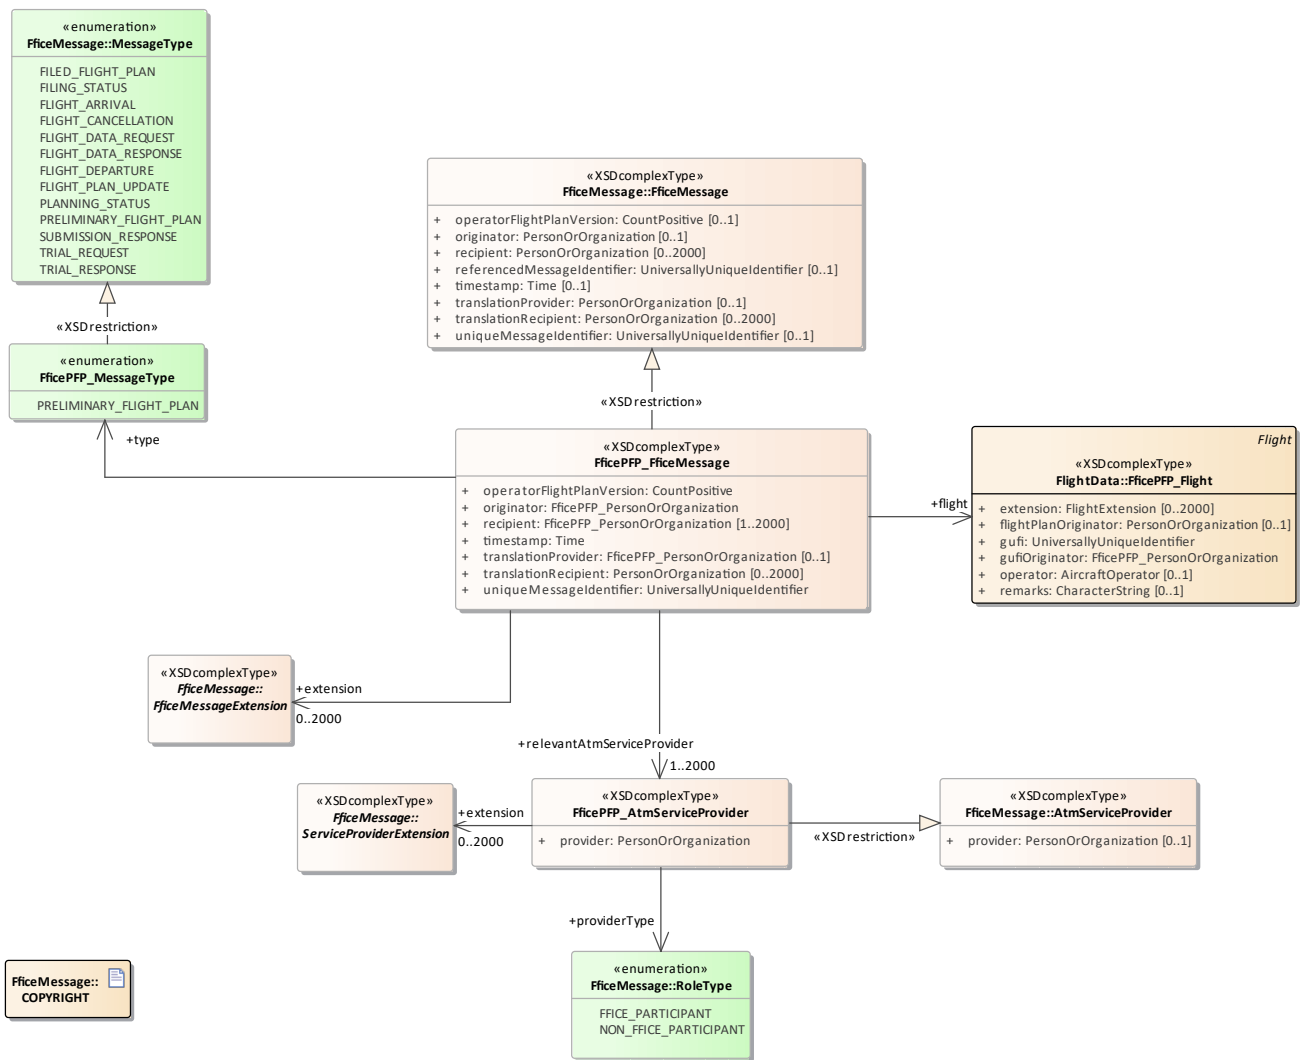 «enumeration»
FficeMessage::MessageType
FILED_FLIGHT_PLAN
FILING_STATUS
FLIGHT_ARRIVAL
FLIGHT_CANCELLATION
FLIGHT_DATA_REQUEST
FLIGHT_DATA_RESPONSE
FLIGHT_DEPARTURE
FLIGHT_PLAN_UPDATE
PLANNING_STATUS
PRELIMINARY_FLIGHT_PLAN
SUBMISSION_RESPONSE
TRIAL_REQUEST
TRIAL_RESPONSE
«XSDrestriction»
«enumeration»
FficePFP_MessageType
PRELIMINARY_FLIGHT_PLAN
+type
«XSDcomplexType»
FficeMessage::FficeMessage
+ operatorFlightPlanVersion: CountPositive [0..1]
+ originator: PersonOrOrganization [0..1]
+ recipient: PersonOrOrganization [0..2000]
+ referencedMessageIdentifier: UniversallyUniqueIdentifier [0..1]
+ timestamp: Time [0..1]
+ translationProvider: PersonOrOrganization [0..1]
+ translationRecipient: PersonOrOrganization [0..2000]
+ uniqueMessageIdentifier: UniversallyUniqueIdentifier [0..1]
«XSDrestriction»
«XSDcomplexType»
FficePFP_FficeMessage
+ operatorFlightPlanVersion: CountPositive
+ originator: FficePFP_PersonOrOrganization
+ recipient: FficePFP_PersonOrOrganization [1..2000]
+ timestamp: Time
+ translationProvider: FficePFP_PersonOrOrganization [0..1]
+ translationRecipient: PersonOrOrganization [0..2000]
+ uniqueMessageIdentifier: UniversallyUniqueIdentifier
+flight
Flight
«XSDcomplexType»
FlightData::FficePFP_Flight
+ extension: FlightExtension [0..2000]
+ flightPlanOriginator: PersonOrOrganization [0..1]
+ gufi: UniversallyUniqueIdentifier
+ gufiOriginator: FficePFP_PersonOrOrganization
+ operator: AircraftOperator [0..1]
+ remarks: CharacterString [0..1]
«XSDcomplexType»
FficeMessage::
FficeMessageExtension
+extension
0..2000
+relevantAtmServiceProvider
1..2000
«XSDcomplexType»
FficeMessage::
ServiceProviderExtension
+extension
0..2000
«XSDcomplexType»
FficePFP_AtmServiceProvider
+ provider: PersonOrOrganization
«XSDrestriction»
«XSDcomplexType»
FficeMessage::AtmServiceProvider
+ provider: PersonOrOrganization [0..1]
+providerType
«enumeration»
FficeMessage::RoleType
FFICE_PARTICIPANT
NON_FFICE_PARTICIPANT
FficeMessage::
COPYRIGHT